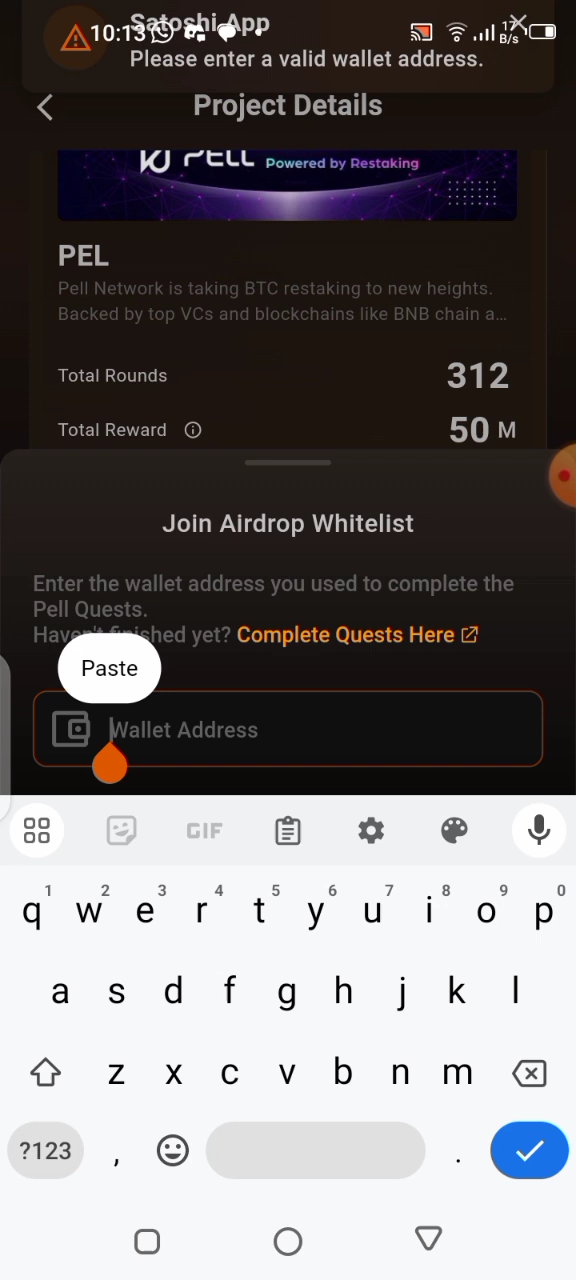 Satoshi App
10:13
17
B/s
Please enter a valid wallet address.
Project Details
PELL Powered by Restaking
PEL
Pell Network is taking BTC restaking to new heights.
Backed by top VCs and blockchains like BNB chain a...
Total Rounds 312
Total Reward 50 M
Join Airdrop Whitelist
Enter the wallet address you used to complete the
Pell Quests.
Haven't finished yet? Complete Quests Here
Paste
Wallet Address
GIF
1 2 3 4 5 6 7 8 9 0
q w e r t y u i o p
a s d f g h j k l
z x c v b n m
?123 , .